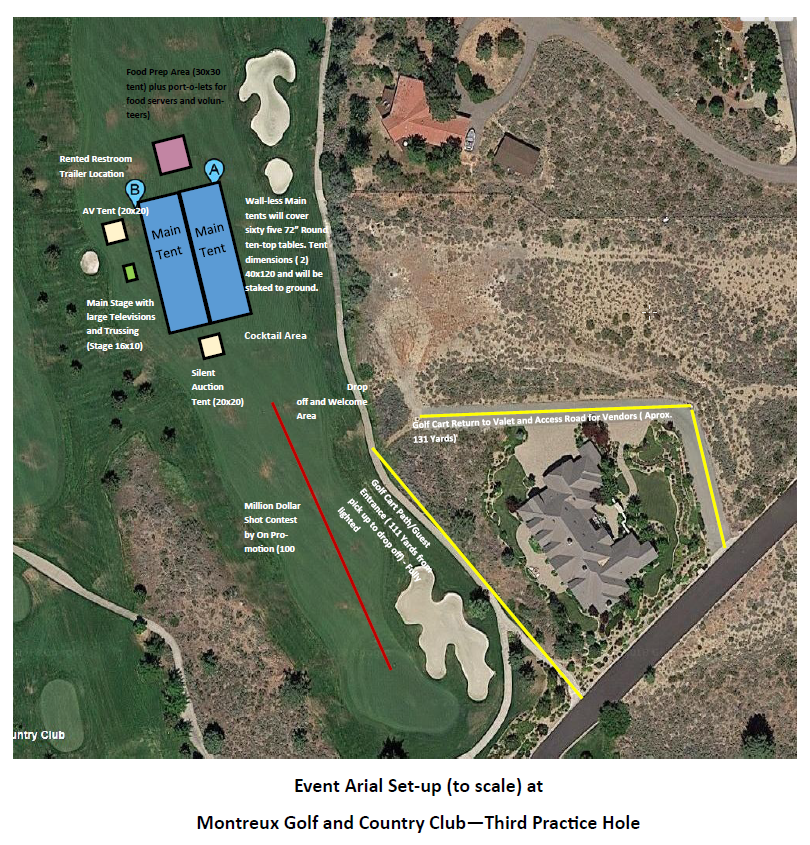 Food Prep Area (30x30
tent) plus port-o-lets for
food servers and volun-
teers)
Rented Restroom
Trailer Location
A
B
AV Tent (20x20)
Main
Tent
Main
Tent
Wall-less Main
tents will cover
sixty five 72" Round
ten-top tables. Tent
dimensions ( 2)
40x120 and will be
staked to ground.
Main Stage with
large Televisions
and Trussing
(Stage 16x10)
Cocktail Area
Silent
Auction
Tent (20x20)
Drop
off and Welcome
Area
Golf Cart Return to Valet and Access Road for Vendors ( Aprox.
131 Yards)
Golf Cart Path/Guest
Entrance ( 111 Yards from
pick up to drop off) - Fully
lighted
Million Dollar
Shot Contest
by On Pro-
motion (100
untry Club
Event Arial Set-up (to scale) at
Montreux Golf and Country Club—Third Practice Hole